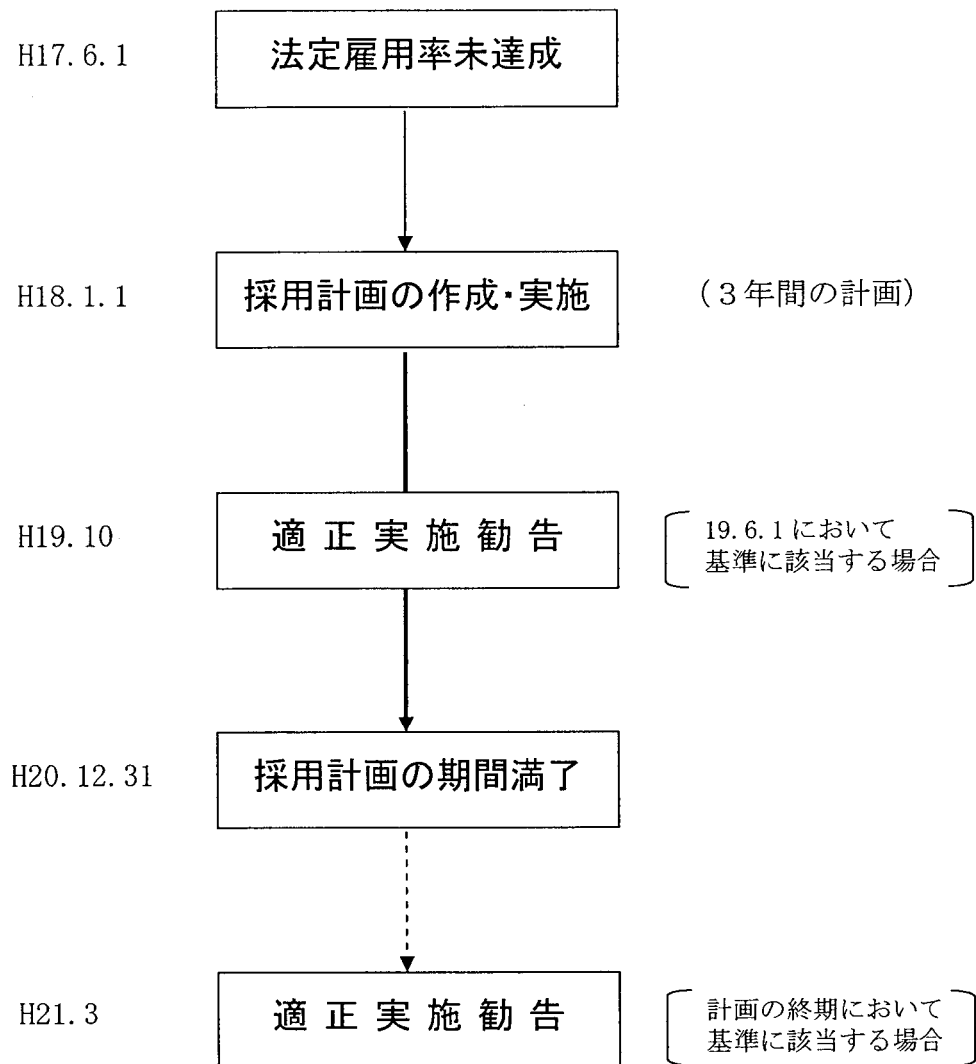 H17.6.1
法定雇用率未達成
H18.1.1
採用計画の作成・実施
（３年間の計画）
H19.10
適 正 実 施 勧 告
19.6.1において
基準に該当する場合
H20.12.31
採用計画の期間満了
H21.3
適 正 実 施 勧 告
計画の終期において
基準に該当する場合